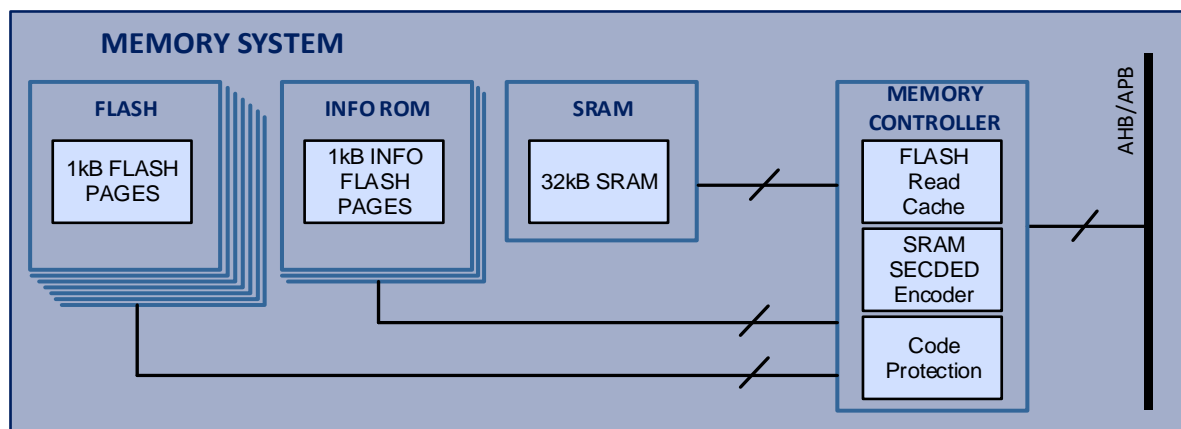 MEMORY SYSTEM
FLASH
1kB FLASH
PAGES
INFO ROM
1kB INFO
FLASH
PAGES
SRAM
32kB SRAM
MEMORY
CONTROLLER
FLASH
Read
Cache
SRAM
SECDED
Encoder
Code
Protection
AHB/APB